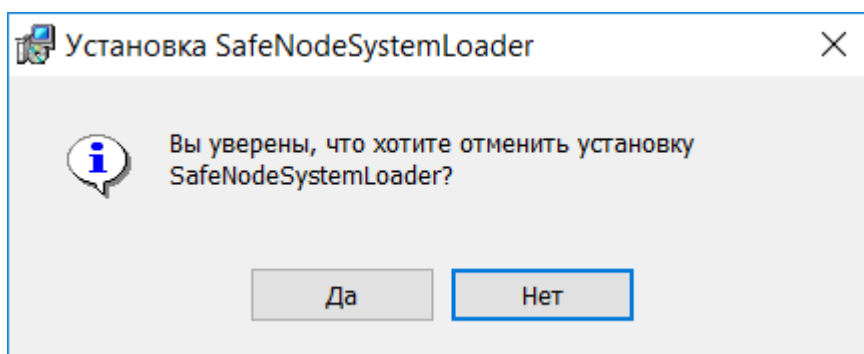 Установка SafeNodeSystemLoader
Вы уверены, что хотите отменить установку
SafeNodeSystemLoader?
Да
Нет